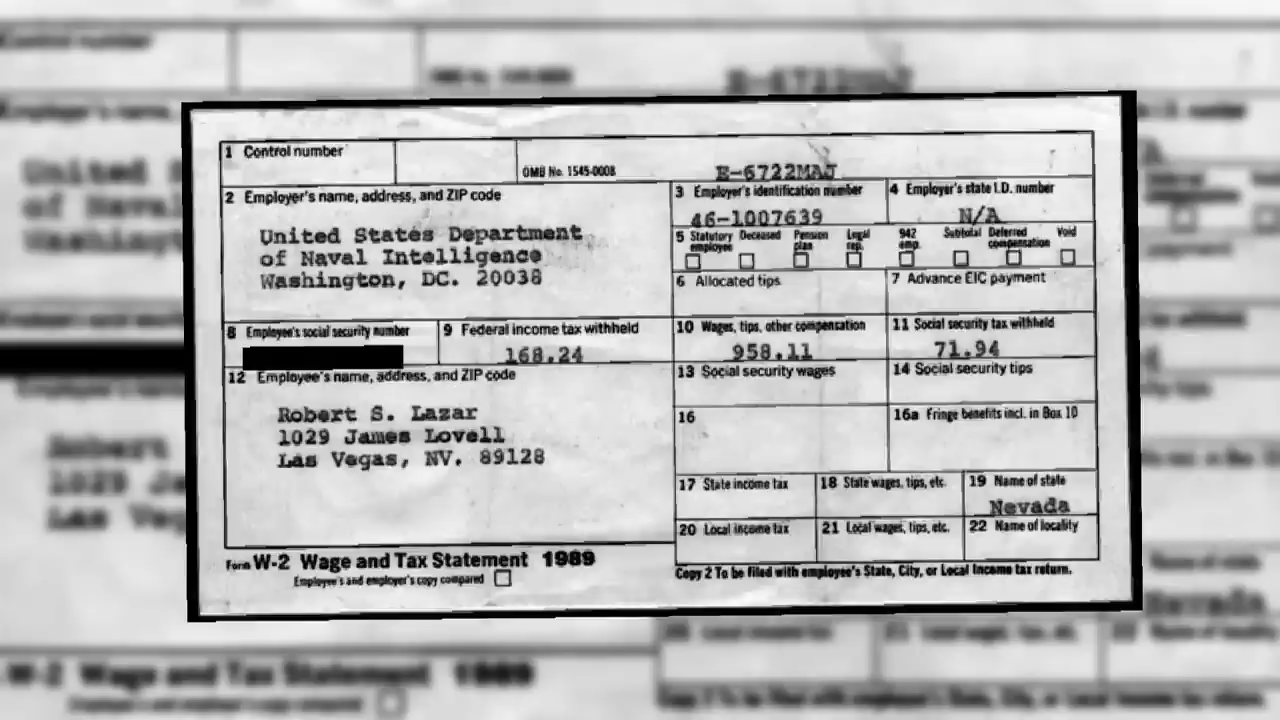 1 Control number
OMB No. 1545-0008
E-6722MAJ
2 Employer's name, address, and ZIP code
United States Department
of Naval Intelligence
Washington, DC. 20038
3 Employer's identification number
46-1007639
4 Employer's state I.D. number
N/A
5 Statutory employee
Deceased
Pension plan
Legal rep.
942 emp.
Subtotal
Deferred compensation
Void
6 Allocated tips
7 Advance EIC payment
8 Employee's social security number
9 Federal income tax withheld
168.24
10 Wages, tips, other compensation
958.11
11 Social security tax withheld
71.94
12 Employee's name, address, and ZIP code
Robert S. Lazar
1029 James Lovell
Las Vegas, NV. 89128
13 Social security wages
14 Social security tips
16
16a Fringe benefits incl. in Box 10
17 State income tax
18 State wages, tips, etc.
19 Name of state
Nevada
20 Local income tax
21 Local wages, tips, etc.
22 Name of locality
Form W-2 Wage and Tax Statement 1989
Employee's and employer's copy compared
Copy 2 To be filed with employee's State, City, or Local Income tax return.